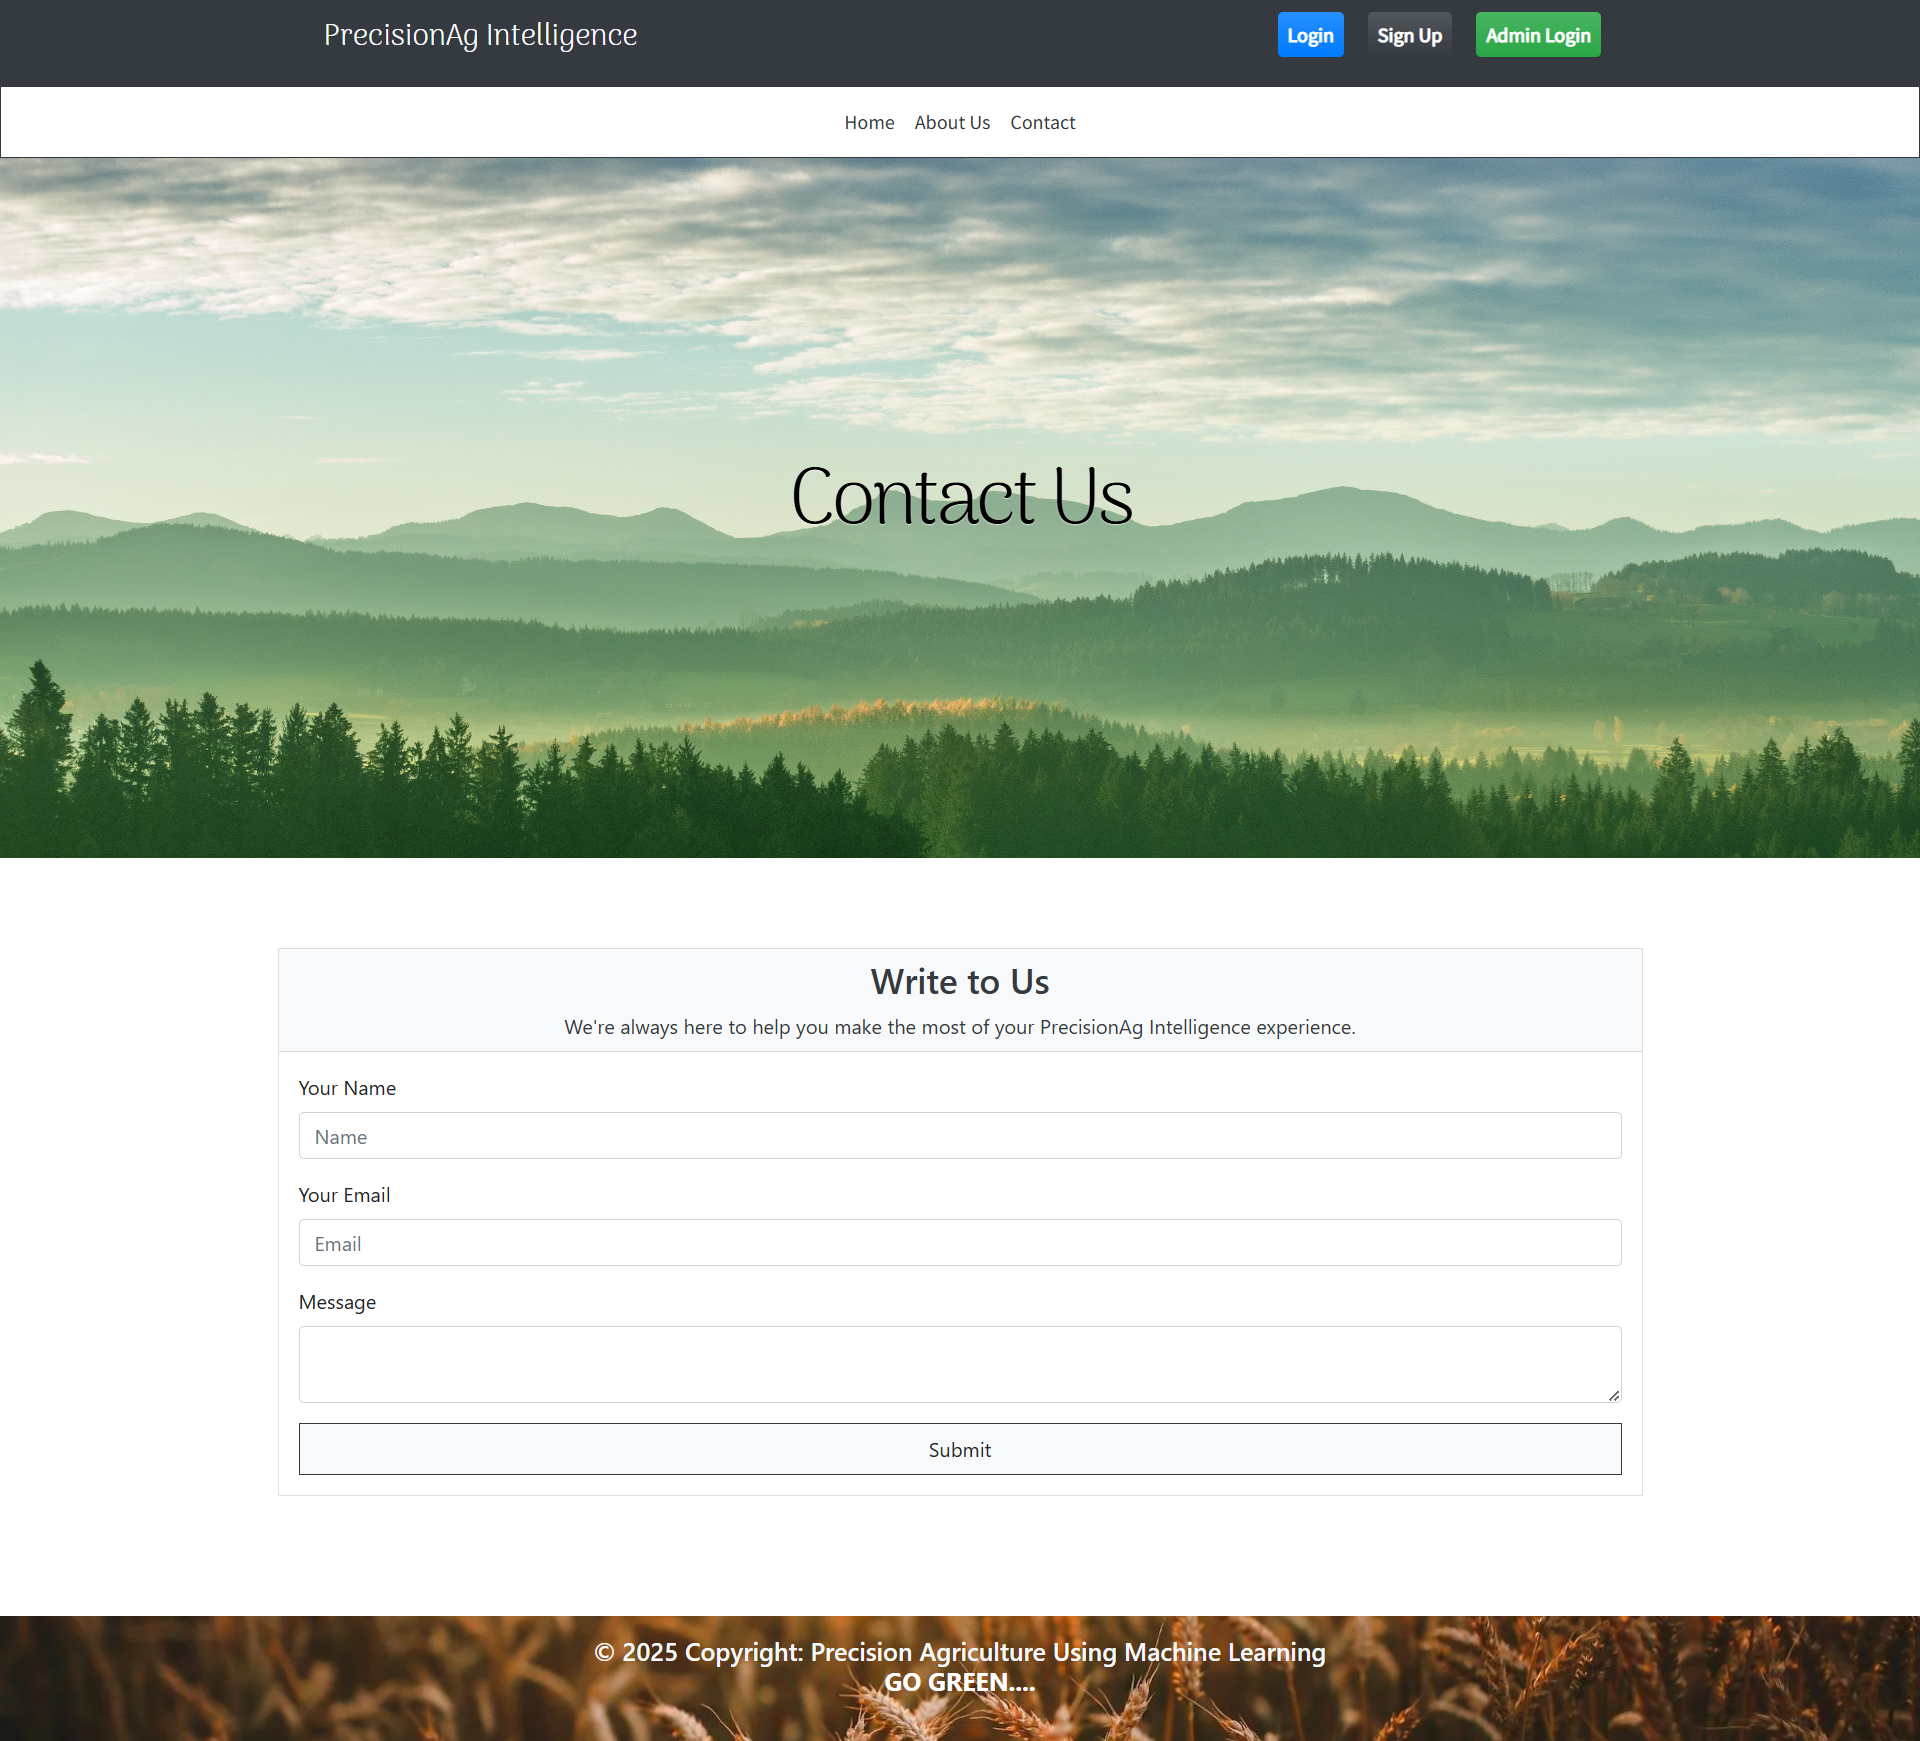 PrecisionAg Intelligence
Login
Sign Up
Admin Login
Home
About Us
Contact
Contact Us
Write to Us
We're always here to help you make the most of your PrecisionAg Intelligence experience.
Your Name
Name
Your Email
Email
Message
Submit
© 2025 Copyright: Precision Agriculture Using Machine Learning
GO GREEN....